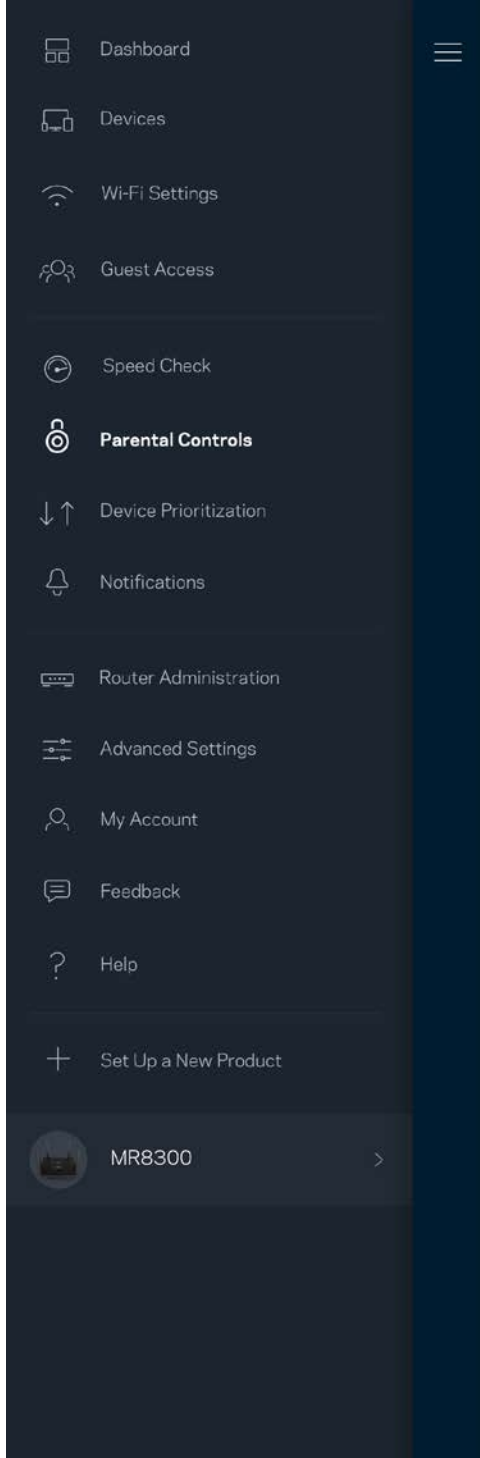 Dashboard
Devices
Wi-Fi Settings
Guest Access
Speed Check
Parental Controls
Device Prioritization
Notifications
Router Administration
Advanced Settings
My Account
Feedback
Help
Set Up a New Product
MR8300